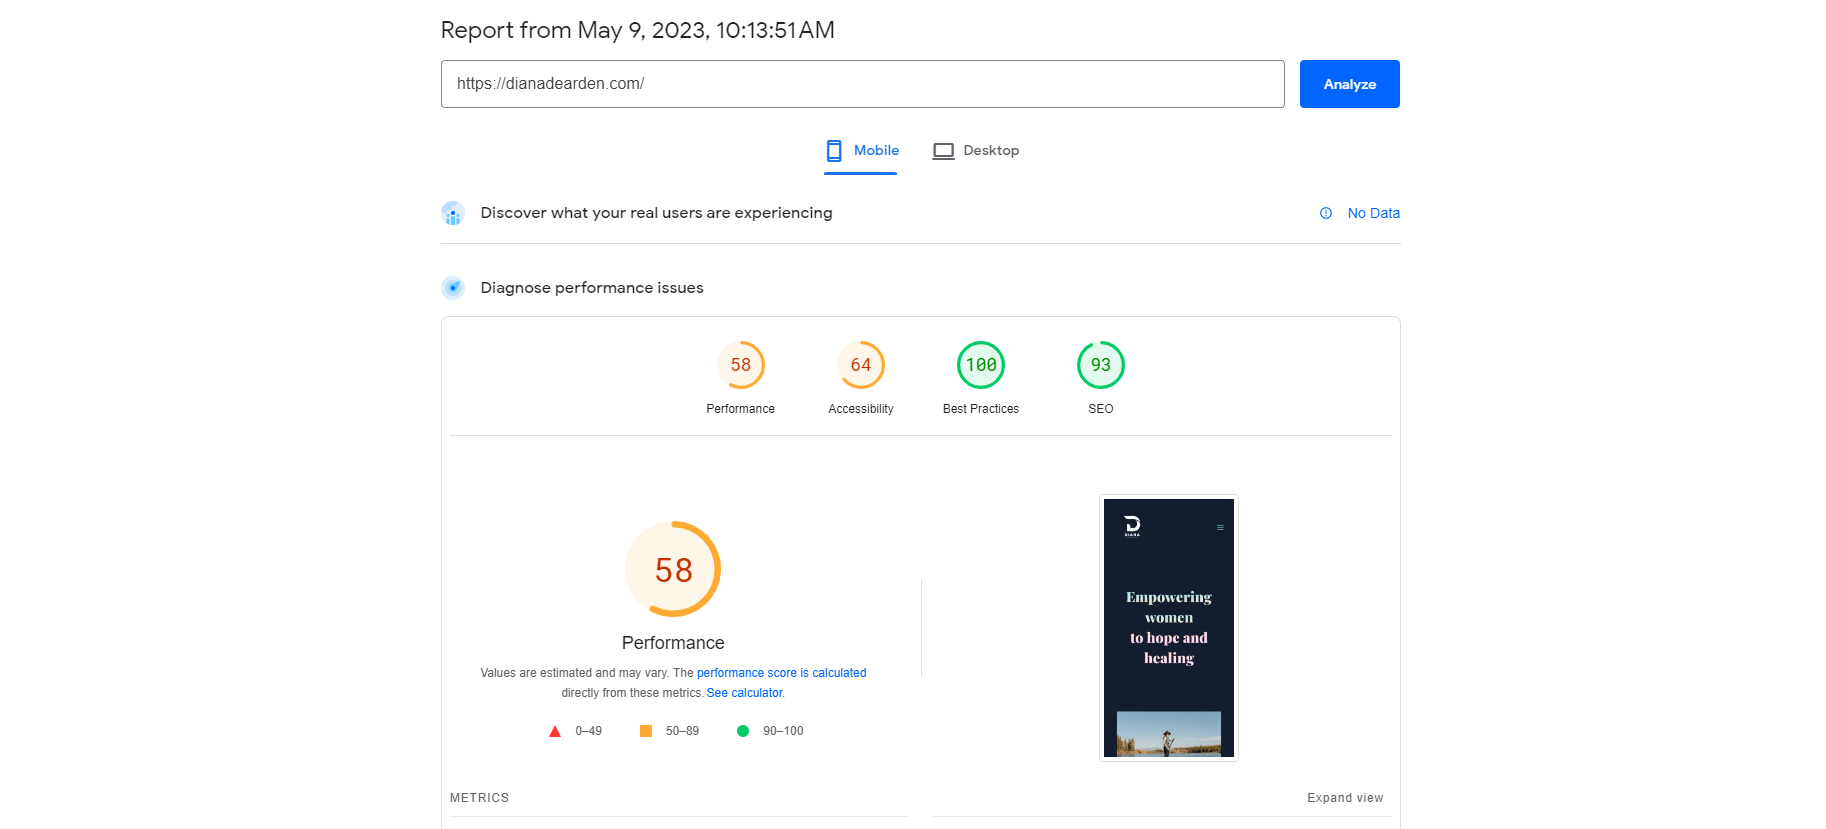 Report from May 9, 2023, 10:13:51 AM
https://dianadearden.com/
Analyze
Mobile
Desktop
Discover what your real users are experiencing
No Data
Diagnose performance issues
58
64
100
93
Performance
Accessibility
Best Practices
SEO
58
Performance
Values are estimated and may vary. The performance score is calculated
directly from these metrics. See calculator.
0–49
50–89
90–100
DIANA
Empowering
women
to hope and
healing
METRICS
Expand view